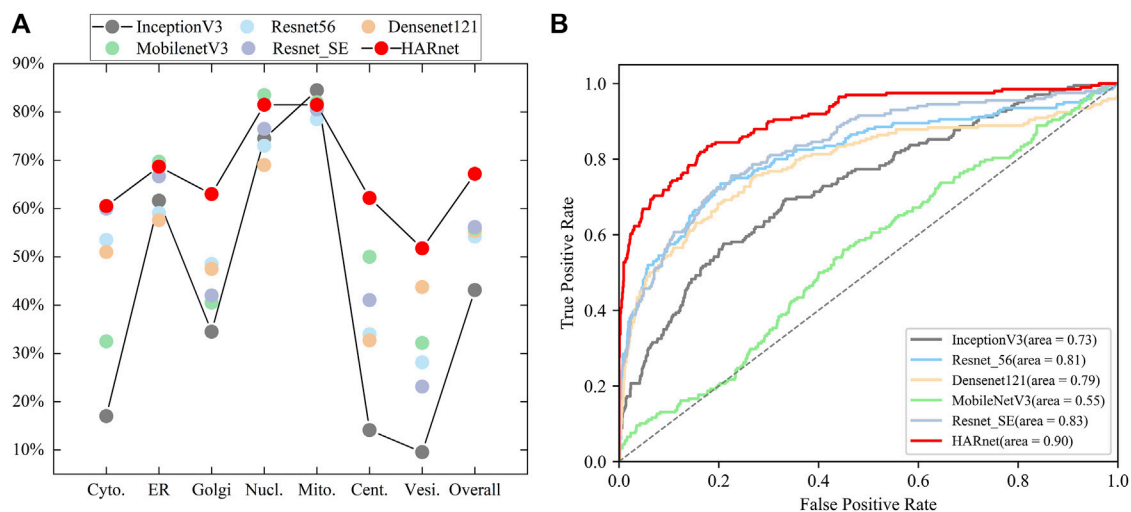 A
InceptionV3 Resnet56 Densenet121
MobilenetV3 Resnet_SE HARnet
90%
80%
70%
60%
50%
40%
30%
20%
10%
Cyto. ER Golgi Nucl. Mito. Cent. Vesi. Overall
B
True Positive Rate
1.0
0.8
0.6
0.4
0.2
0.0
InceptionV3(area = 0.73)
Resnet_56(area = 0.81)
Densenet121(area = 0.79)
MobileNetV3(area = 0.55)
Resnet_SE(area = 0.83)
HARnet(area = 0.90)
0.0 0.2 0.4 0.6 0.8 1.0
False Positive Rate